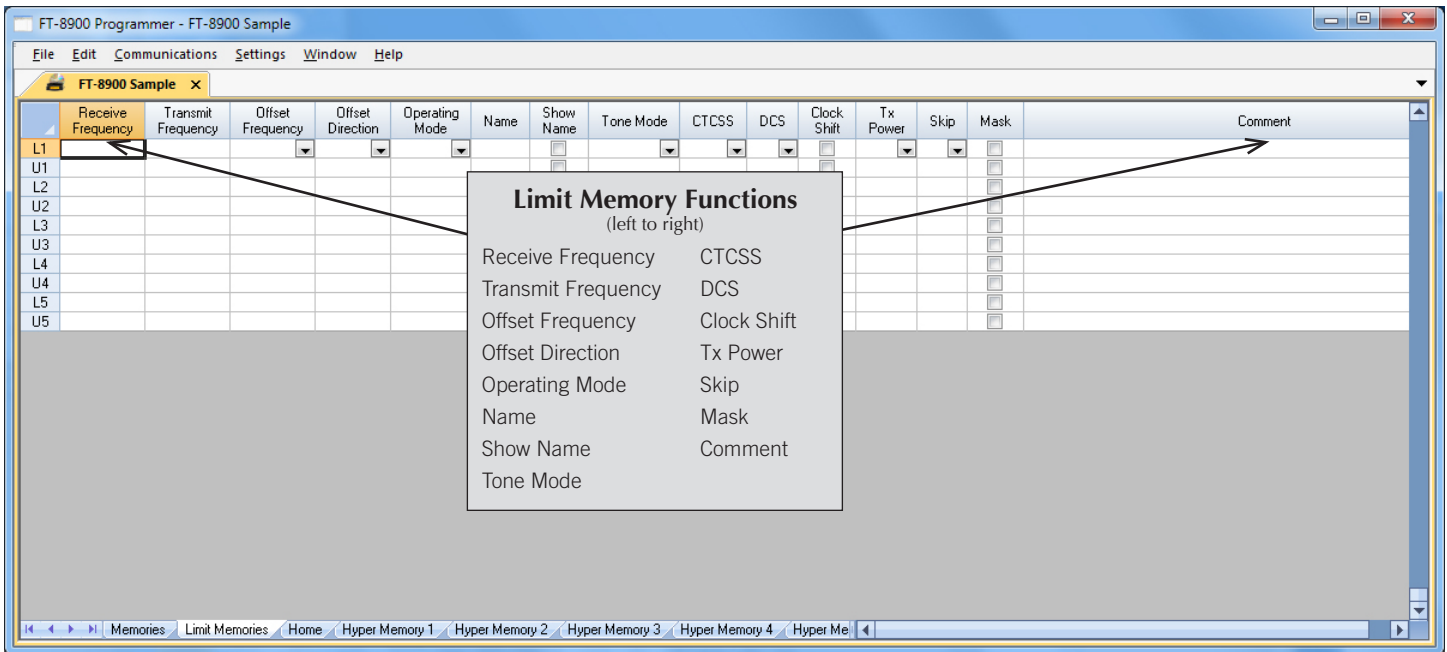 FT-8900 Programmer - FT-8900 Sample
File Edit Communications Settings Window Help
FT-8900 Sample X
Receive Frequency Transmit Frequency Offset Frequency Offset Direction Operating Mode Name Show Name Tone Mode CTCSS DCS Clock Shift Tx Power Skip Mask Comment
L1
U1
L2
U2
L3
U3
L4
U4
L5
U5
Limit Memory Functions
(left to right)
Receive Frequency CTCSS
Transmit Frequency DCS
Offset Frequency Clock Shift
Offset Direction Tx Power
Operating Mode Skip
Name Mask
Show Name Comment
Tone Mode
Memories Limit Memories Home Hyper Memory 1 Hyper Memory 2 Hyper Memory 3 Hyper Memory 4 Hyper Me